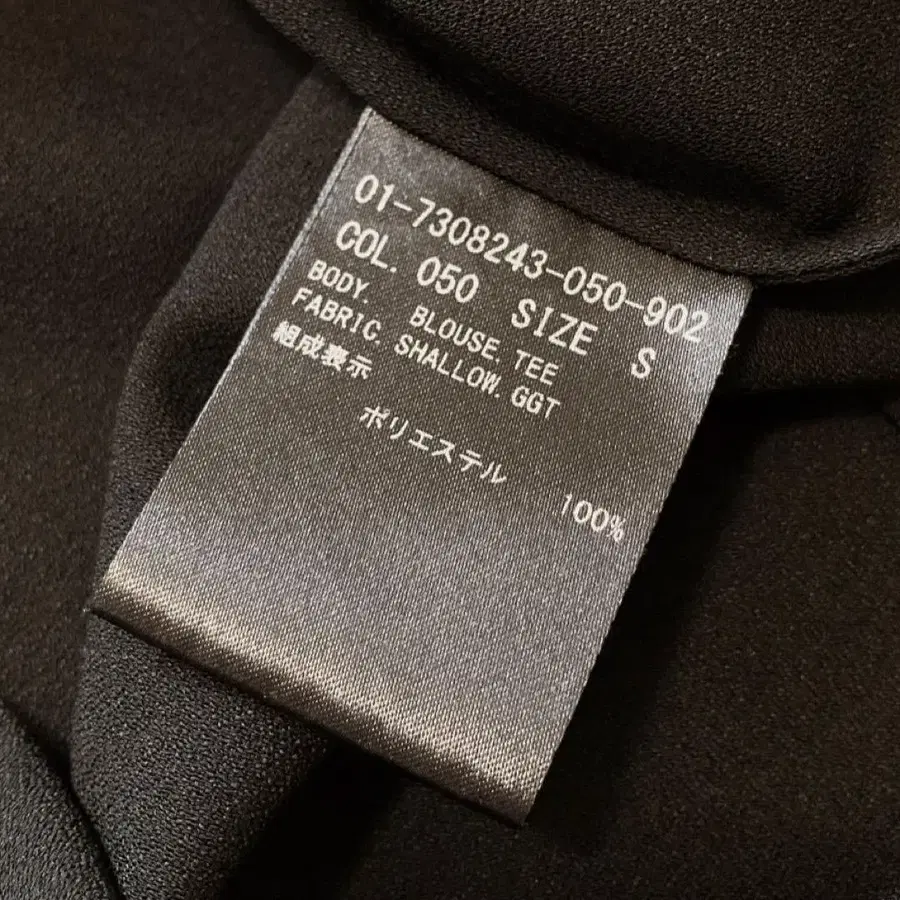 01-7308243-050-902
COL. 050 SIZE S
BODY. BLOUSE.TEE
FABRIC. SHALLOW.GGT
組成表示
ポリエステル 100%